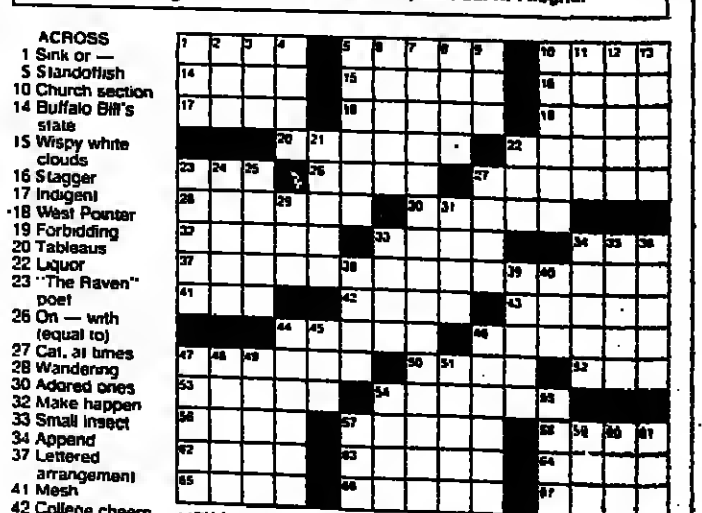 ACROSS
1 Sink or —
5 Standoffish
10 Church section
14 Buffalo Bill's
state
15 Wispy white
clouds
16 Stagger
17 Indigent
18 West Pointer
19 Forbidding
20 Tableaus
22 Liquor
23 "The Raven"
poet
26 On — with
(equal to)
27 Cat, at times
28 Wandering
30 Adored ones
32 Make happen
33 Small insect
34 Append
37 Lettered
arrangement
41 Mesh
42 College cheers
1 2 3 4 5 6 7 8 9 10 11 12 13
14 15 16
17 18 19
20 21 22
23 24 25 26 27
28 29 30 31
32 33 34 35 36
37 38 39 40
41 42 43
44 45 46
47 48 49 50 51 52
53 54 55
56 57 58 59 60 61
62 63 64
65 66 67